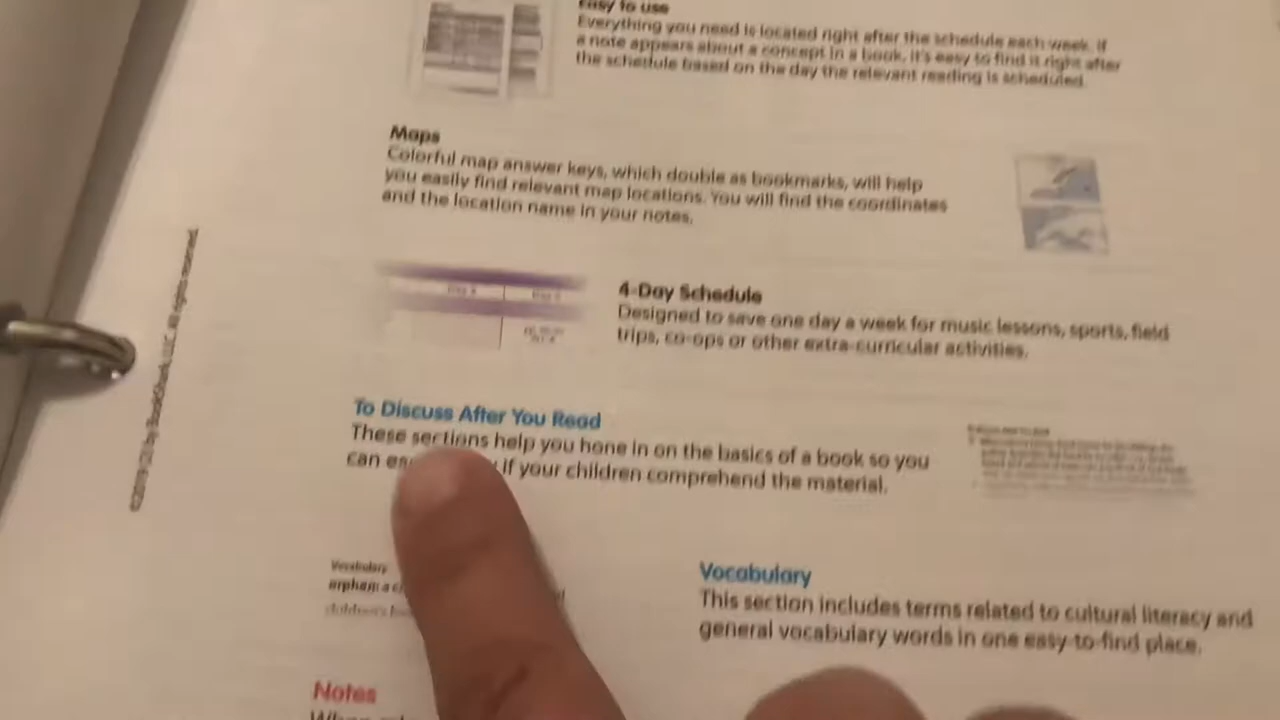 Easy to use
Everything you need is located right after the schedule each week. If
a note appears about a concept in a book, it's easy to find it right after
the schedule based on the day the relevant reading is scheduled.
Maps
Colorful map answer keys, which double as bookmarks, will help
you easily find relevant map locations. You will find the coordinates
and the location name in your notes.
4-Day Schedule
Designed to save one day a week for music lessons, sports, field
trips, co-ops or other extra-curricular activities.
To Discuss After You Read
These sections help you hone in on the basics of a book so you
can if your children comprehend the material.
Vocabulary
orphan: a
Vocabulary
This section includes terms related to cultural literacy and
general vocabulary words in one easy-to-find place.
Notes
by BookShark, LLC. All rights reserved.